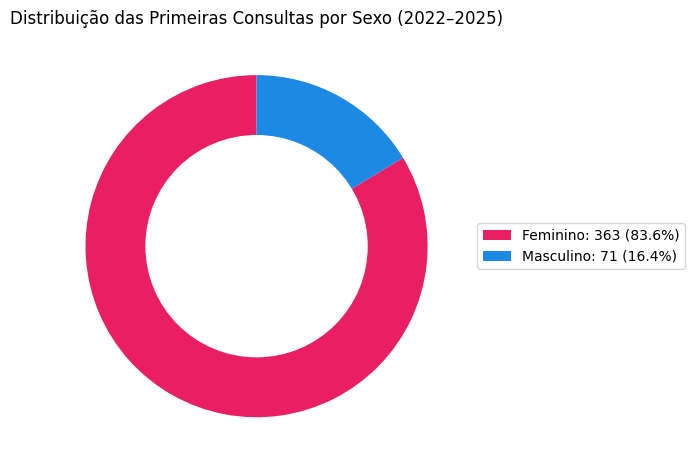 Distribuição das Primeiras Consultas por Sexo (2022–2025)
Feminino: 363 (83.6%)
Masculino: 71 (16.4%)